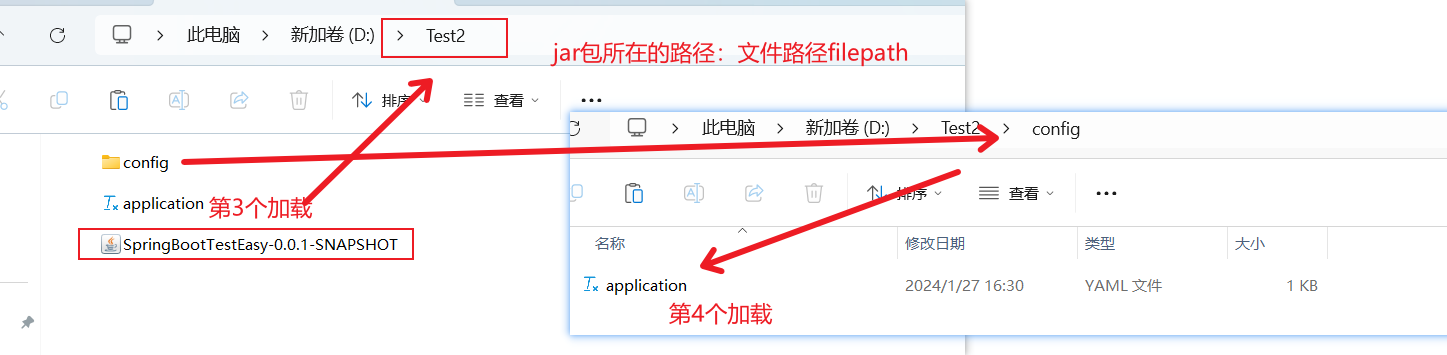 此电脑 > 新加卷 (D:) > Test2
jar包所在的路径：文件路径filepath
排序 查看
此电脑 > 新加卷 (D:) > Test2 > config
config
排序 查看
application
第3个加载
SpringBootTestEasy-0.0.1-SNAPSHOT
名称 修改日期 类型 大小
application 2024/1/27 16:30 YAML 文件 1 KB
第4个加载